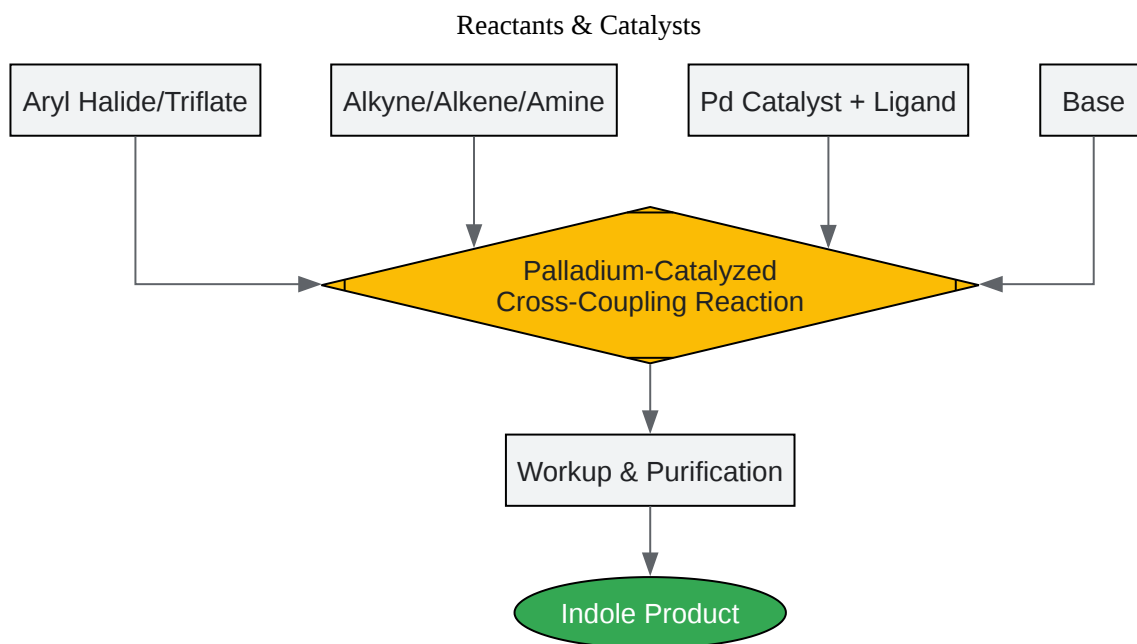 Reactants & Catalysts
Aryl Halide/Triflate
Alkyne/Alkene/Amine
Pd Catalyst + Ligand
Base
Palladium-Catalyzed
Cross-Coupling Reaction
Workup & Purification
Indole Product